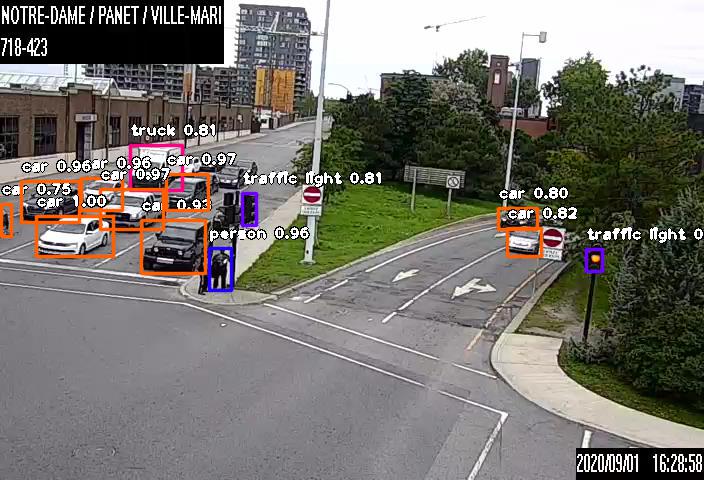 NOTRE-DAME / PANET / VILLE-MARI
718-423
truck 0.81
car 0.96
car 0.96
car 0.97
car 0.97
traffic light 0.81
car 0.75
car 1.00
car 0.93
car 0.80
car 0.82
person 0.96
traffic light 0
2020/09/01 16:28:58